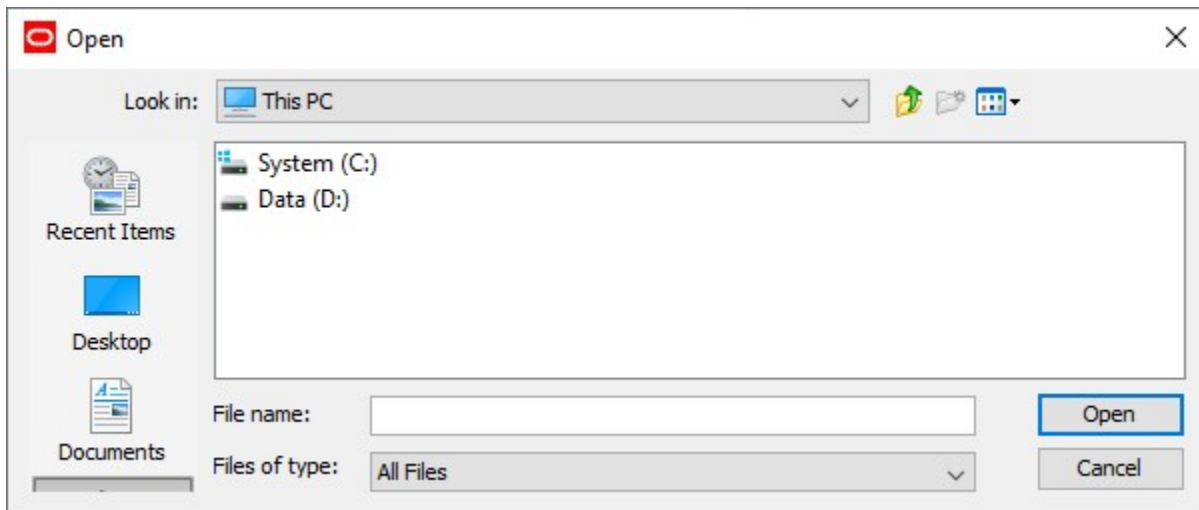 Open
Look in: This PC
System (C:)
Data (D:)
Recent Items
Desktop
Documents
File name: Open
Files of type: All Files Cancel